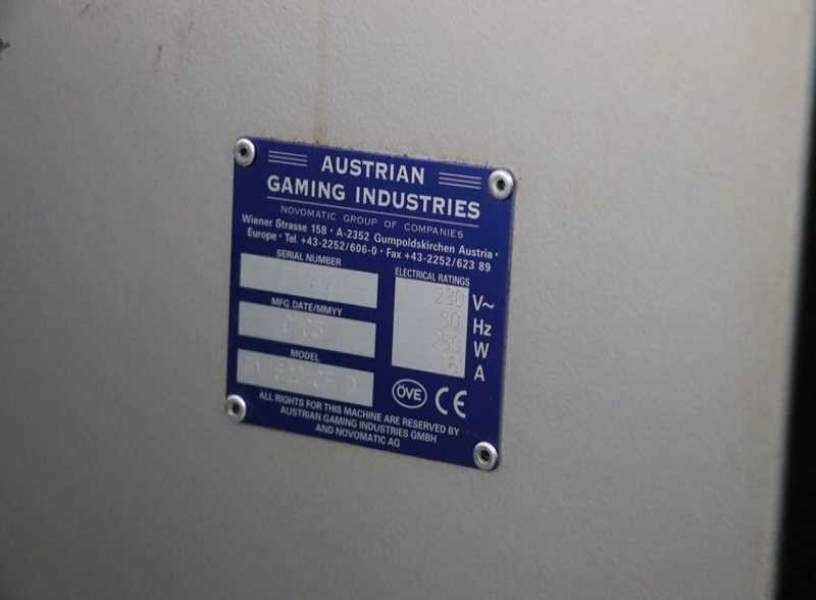 AUSTRIAN
GAMING INDUSTRIES
NOVOMATIC GROUP OF COMPANIES
Wiener Strasse 158 · A-2352 Gumpoldskirchen Austria ·
Europe · Tel. +43-2252/606-0 · Fax +43-2252/623 89
SERIAL NUMBER
MFG. DATE/MMYY
MODEL
ELECTRICAL RATINGS
230 V~
50 Hz
W
A
ÖVE CE
ALL RIGHTS FOR THIS MACHINE ARE RESERVED BY
AUSTRIAN GAMING INDUSTRIES GMBH
AND NOVOMATIC AG